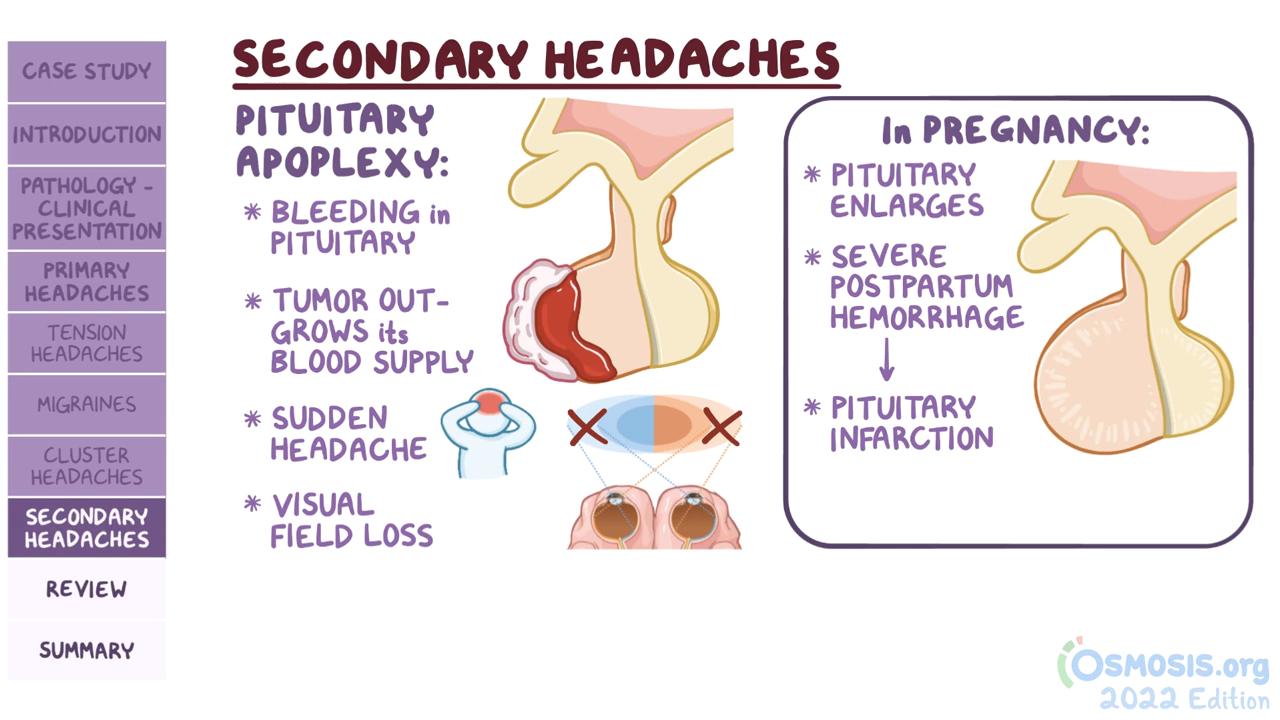 CASE STUDY
INTRODUCTION
PATHOLOGY -
CLINICAL
PRESENTATION
PRIMARY
HEADACHES
TENSION
HEADACHES
MIGRAINES
CLUSTER
HEADACHES
SECONDARY
HEADACHES
REVIEW
SUMMARY
SECONDARY HEADACHES
PITUITARY
APOPLEXY:
* BLEEDING in
PITUITARY
* TUMOR OUT-
GROWS its
BLOOD SUPPLY
* SUDDEN
HEADACHE
* VISUAL
FIELD LOSS
In PREGNANCY:
* PITUITARY
ENLARGES
* SEVERE
POSTPARTUM
HEMORRHAGE
↓
* PITUITARY
INFARCTION
OSMOSIS.org
2022 Edition